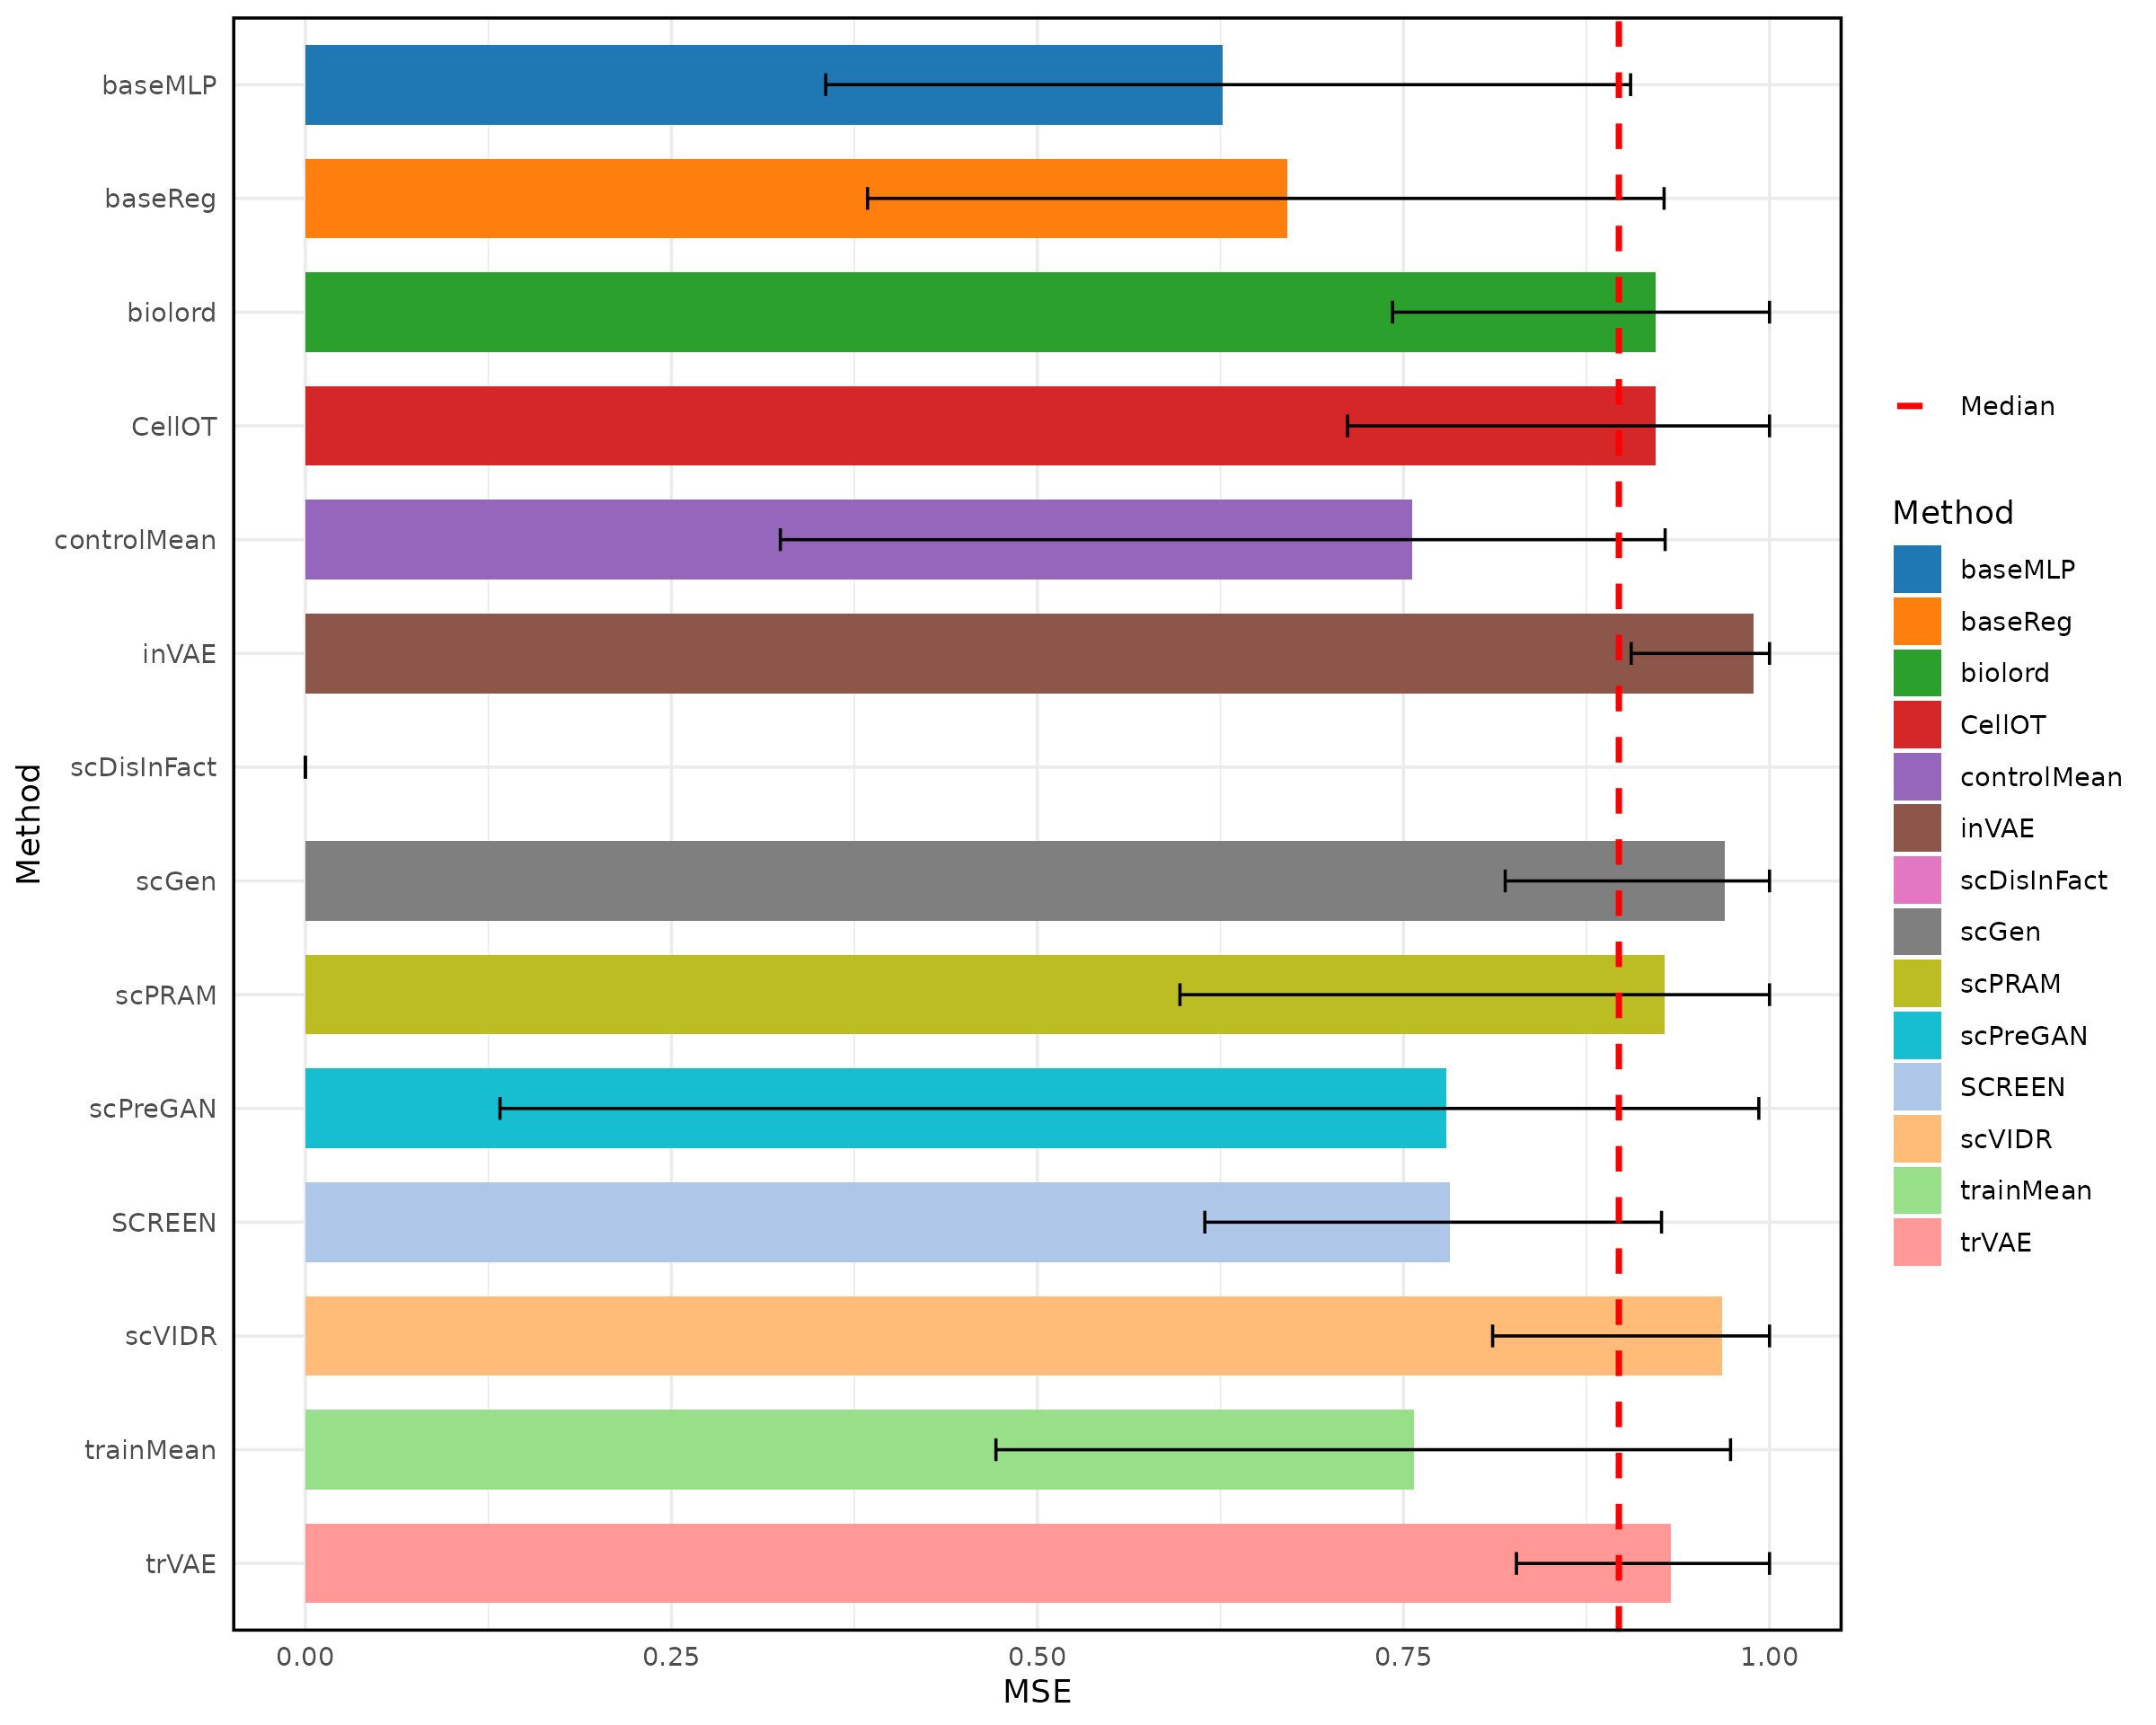 Method
baseMLP
baseReg
biolord
CellOT
controlMean
inVAE
scDisInFact
scGen
scPRAM
scPreGAN
SCREEN
scVIDR
trainMean
trVAE
0.00 0.25 0.50 0.75 1.00
MSE
Median
Method
baseMLP
baseReg
biolord
CellOT
controlMean
inVAE
scDisInFact
scGen
scPRAM
scPreGAN
SCREEN
scVIDR
trainMean
trVAE